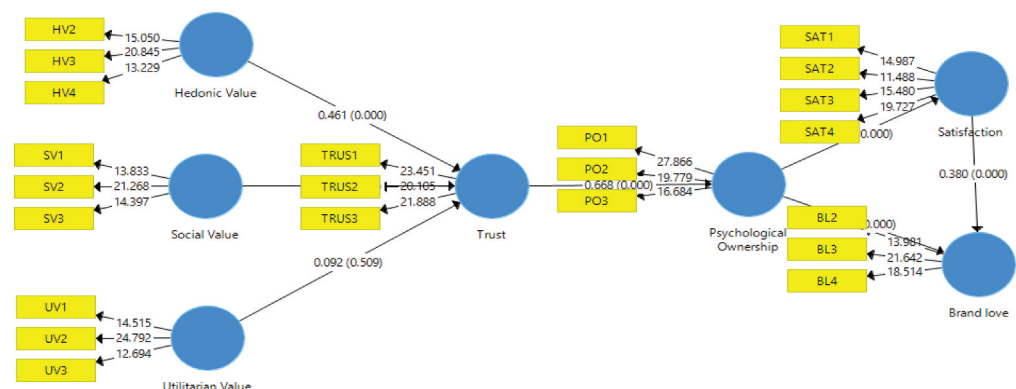 HV2
15.050
HV3
20.845
HV4
13.229
Hedonic Value
0.461 (0.000)
SV1
13.833
SV2
21.268
SV3
14.397
Social Value
TRUS1
23.451
TRUS2
20.105
TRUS3
21.888
Trust
0.092 (0.509)
UV1
14.515
UV2
24.792
UV3
12.694
Utilitarian Value
PO1
27.866
PO2
19.779
0.668 (0.000)
PO3
16.684
Psychological
Ownership
SAT1
14.987
SAT2
11.488
SAT3
15.480
SAT4
19.727
0.000)
Satisfaction
0.380 (0.000)
BL2
0.000)
13.981
BL3
21.642
BL4
18.514
Brand love